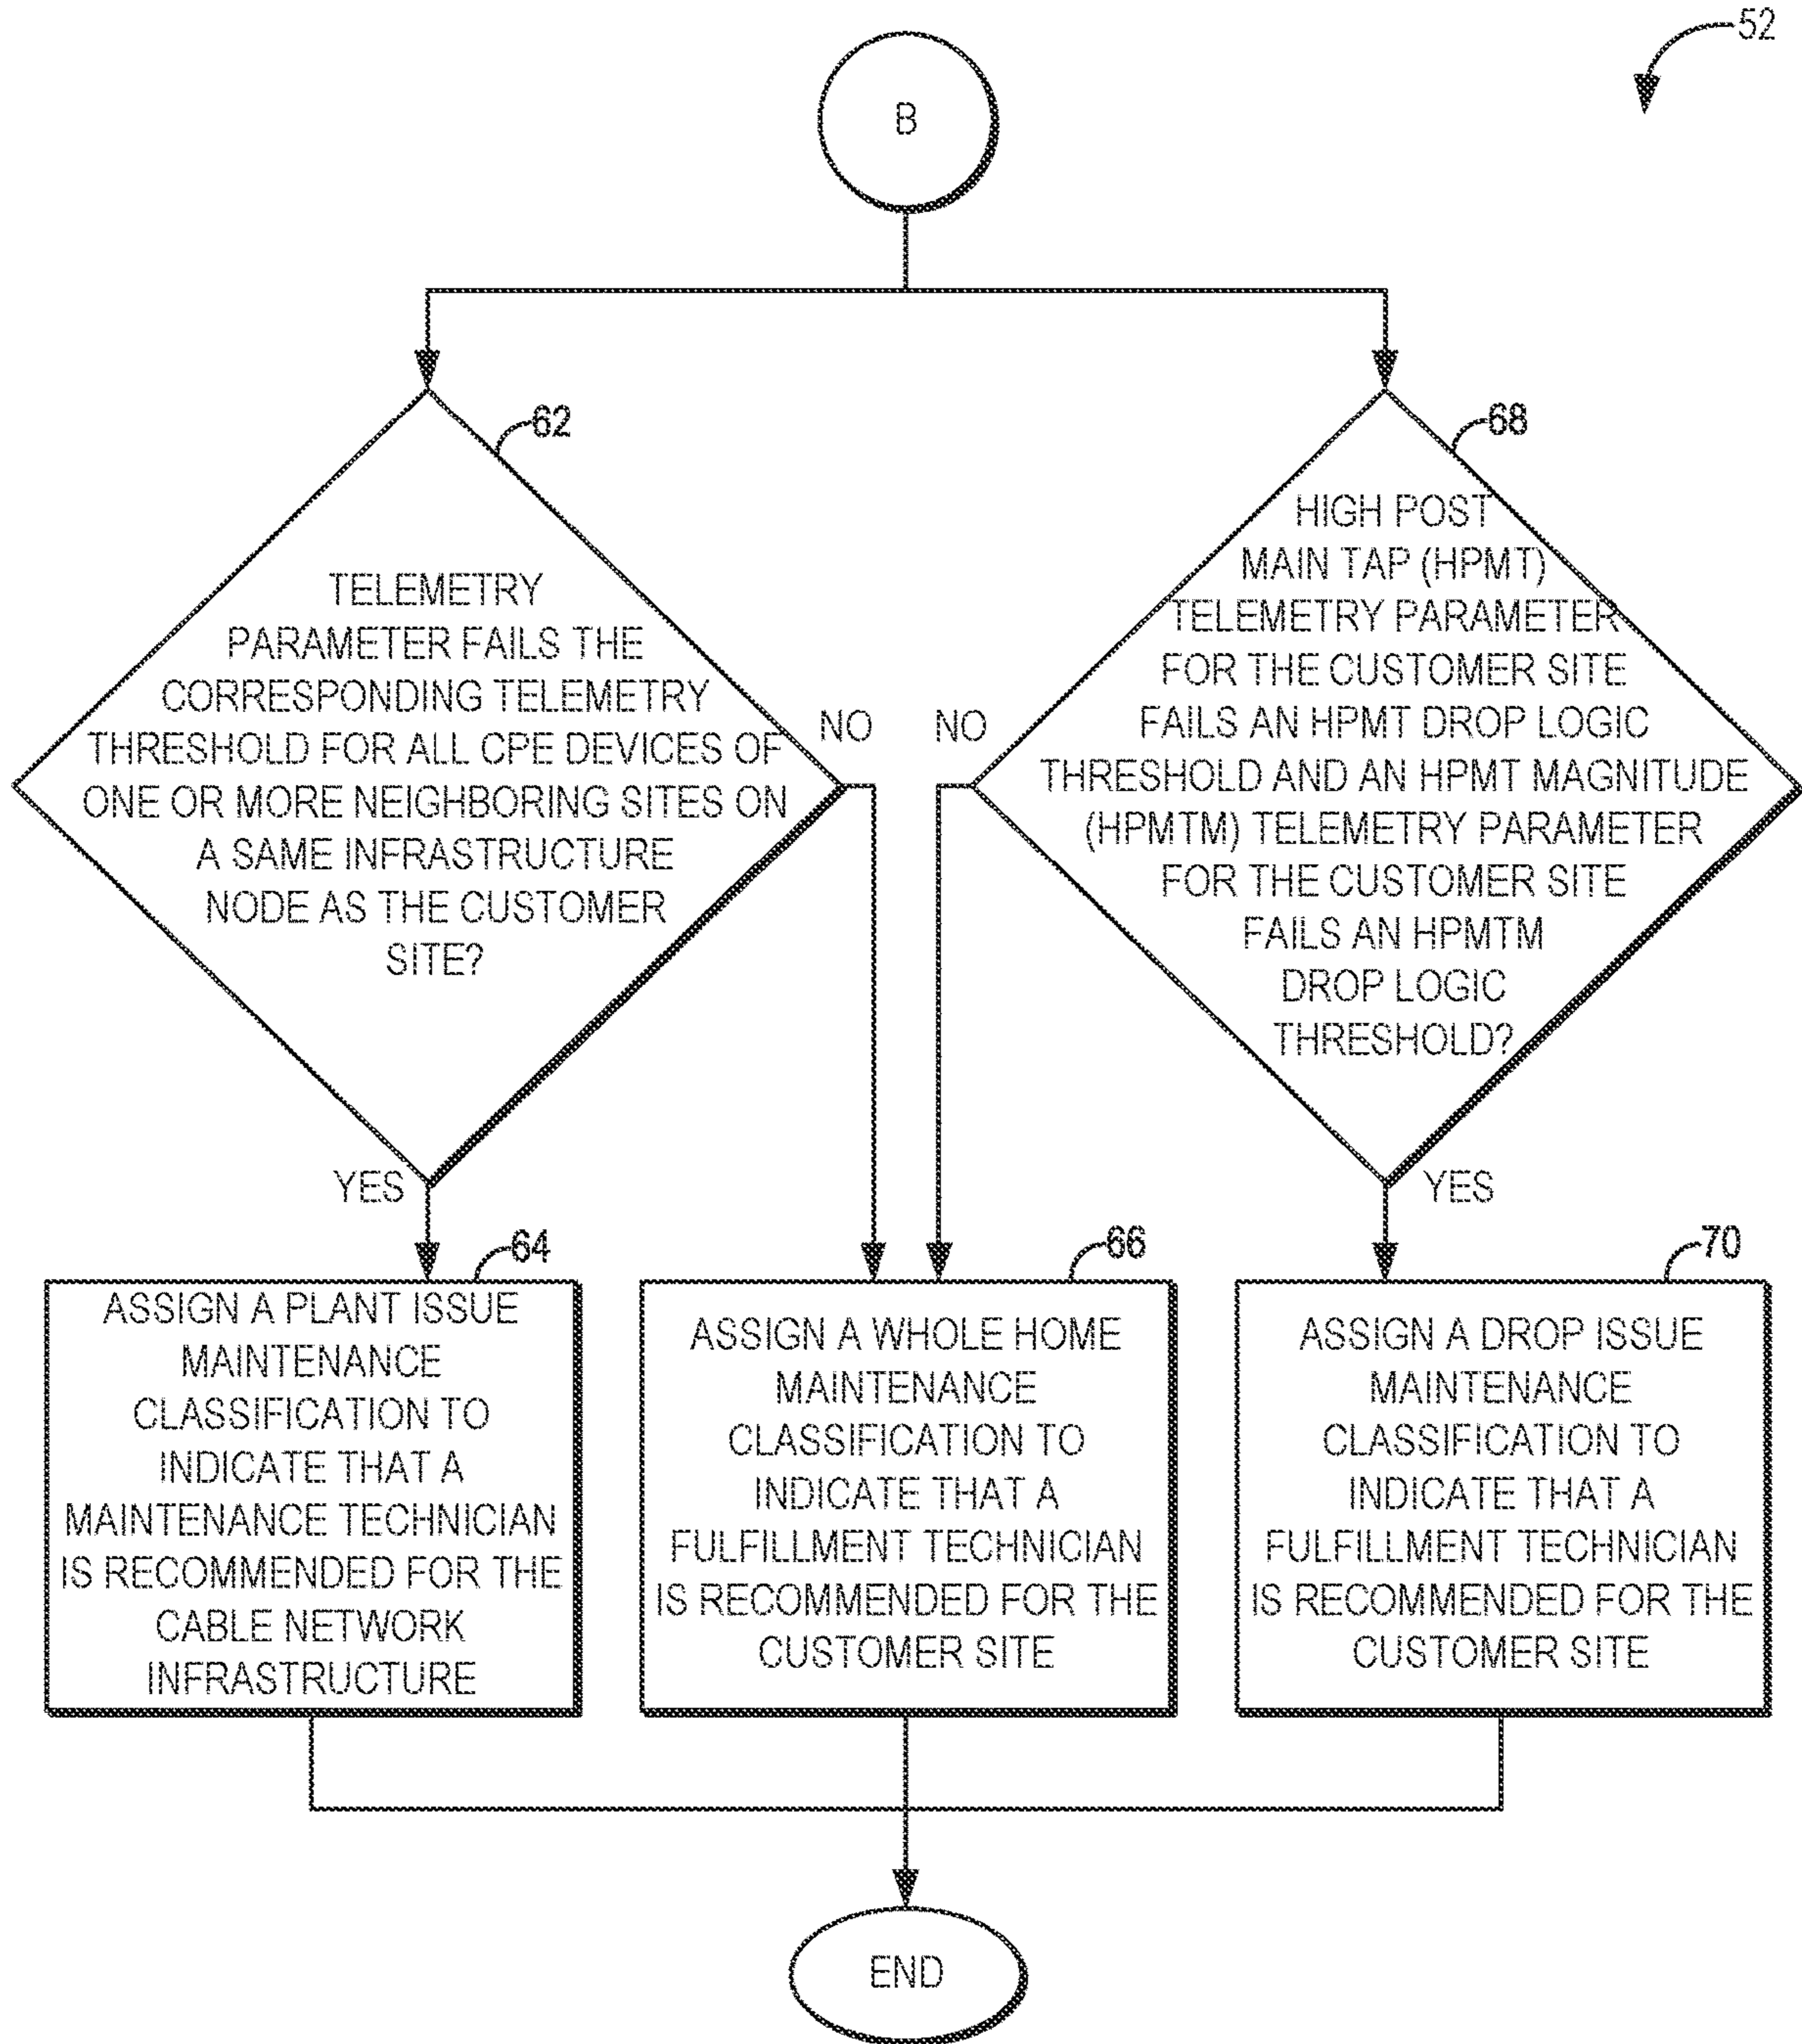 52
B
62
TELEMETRY
PARAMETER FAILS THE
CORRESPONDING TELEMETRY
THRESHOLD FOR ALL CPE DEVICES OF
ONE OR MORE NEIGHBORING SITES ON
A SAME INFRASTRUCTURE
NODE AS THE CUSTOMER
SITE?
NO
YES
68
HIGH POST
MAIN TAP (HPMT)
TELEMETRY PARAMETER
FOR THE CUSTOMER SITE
FAILS AN HPMT DROP LOGIC
THRESHOLD AND AN HPMT MAGNITUDE
(HPMTM) TELEMETRY PARAMETER
FOR THE CUSTOMER SITE
FAILS AN HPMTM
DROP LOGIC
THRESHOLD?
NO
YES
64
ASSIGN A PLANT ISSUE
MAINTENANCE
CLASSIFICATION TO
INDICATE THAT A
MAINTENANCE TECHNICIAN
IS RECOMMENDED FOR THE
CABLE NETWORK
INFRASTRUCTURE
66
ASSIGN A WHOLE HOME
MAINTENANCE
CLASSIFICATION TO
INDICATE THAT A
FULFILLMENT TECHNICIAN
IS RECOMMENDED FOR THE
CUSTOMER SITE
70
ASSIGN A DROP ISSUE
MAINTENANCE
CLASSIFICATION TO
INDICATE THAT A
FULFILLMENT TECHNICIAN
IS RECOMMENDED FOR THE
CUSTOMER SITE
END